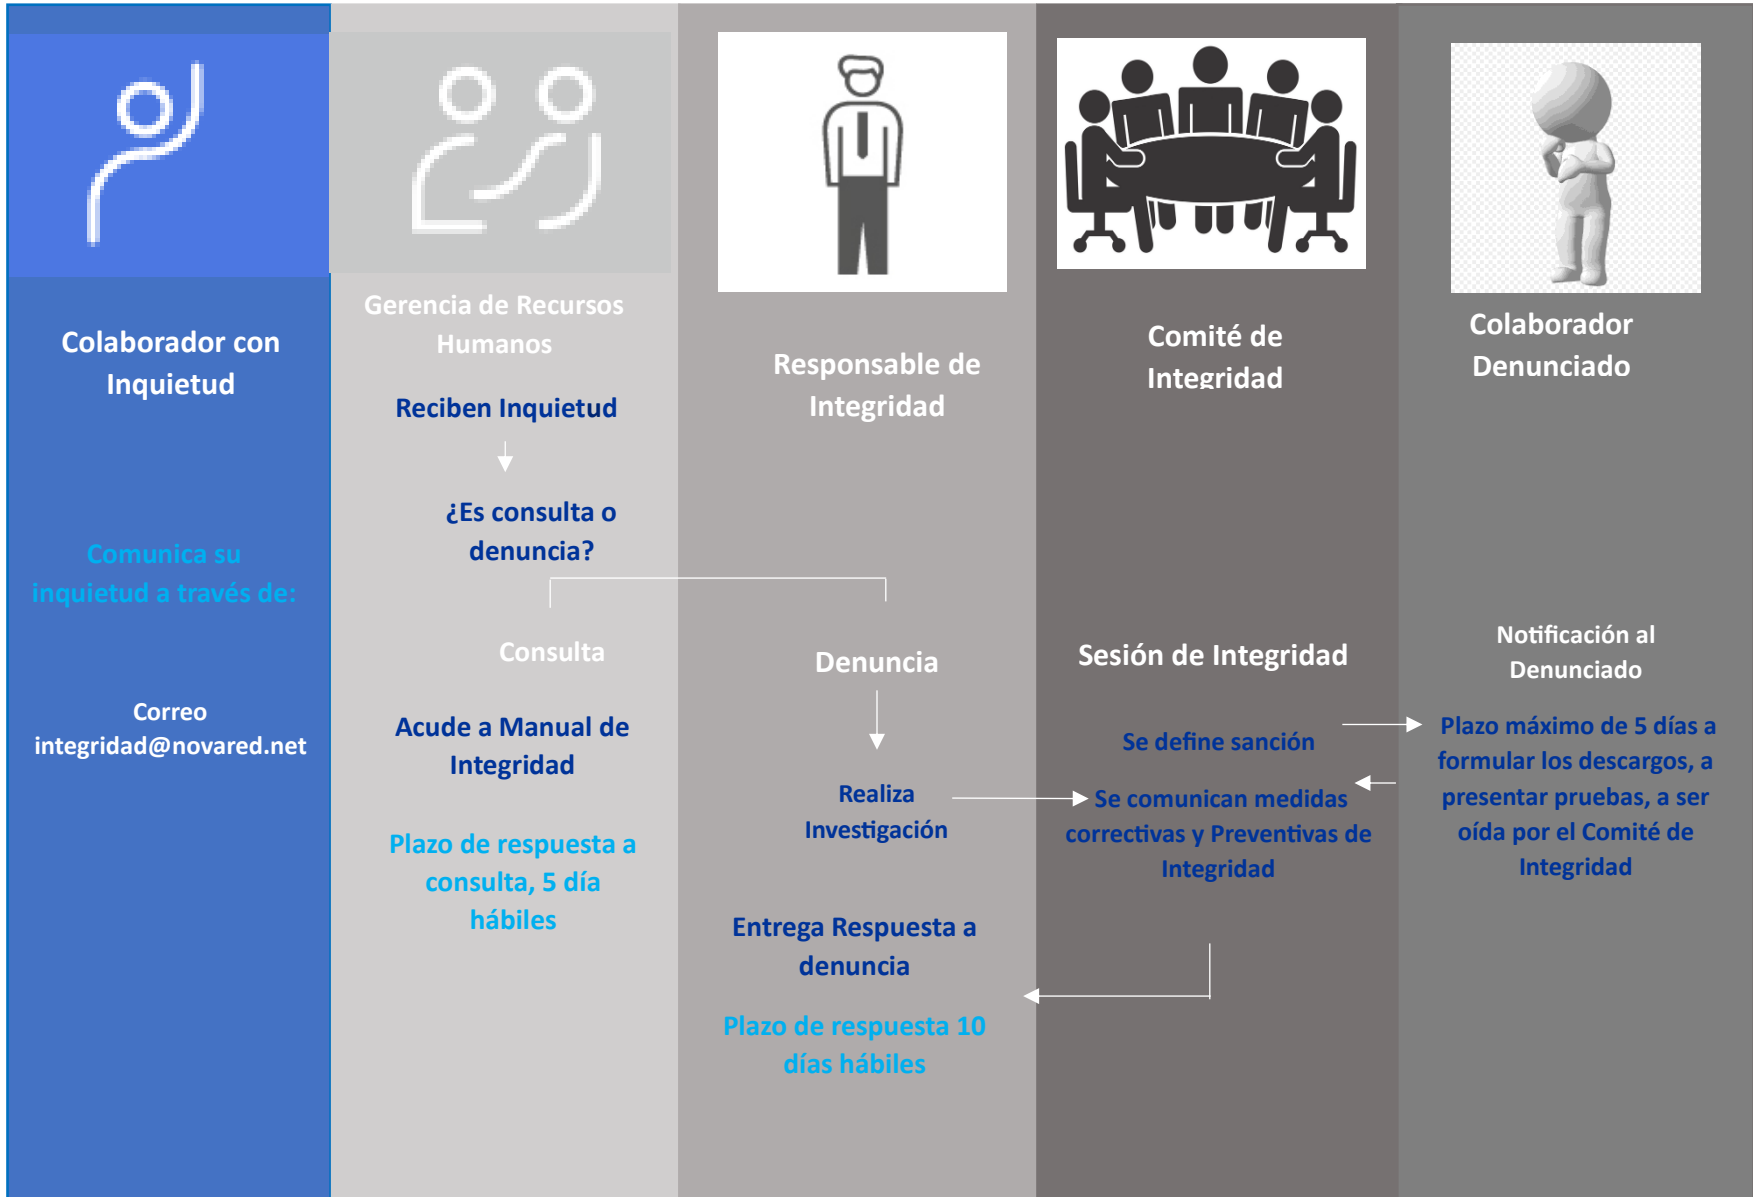 Colaborador con
Inquietud
Comunica su
inquietud a través de:
Correo
integridad@novared.net
Gerencia de Recursos
Humanos
Reciben Inquietud
¿Es consulta o
denuncia?
Consulta
Acude a Manual de
Integridad
Plazo de respuesta a
consulta, 5 día
hábiles
Responsable de
Integridad
Denuncia
Realiza
Investigación
Entrega Respuesta a
denuncia
Plazo de respuesta 10
días hábiles
Comité de
Integridad
Sesión de Integridad
Se define sanción
Se comunican medidas
correctivas y Preventivas de
Integridad
Colaborador
Denunciado
Notificación al
Denunciado
Plazo máximo de 5 días a
formular los descargos, a
presentar pruebas, a ser
oída por el Comité de
Integridad